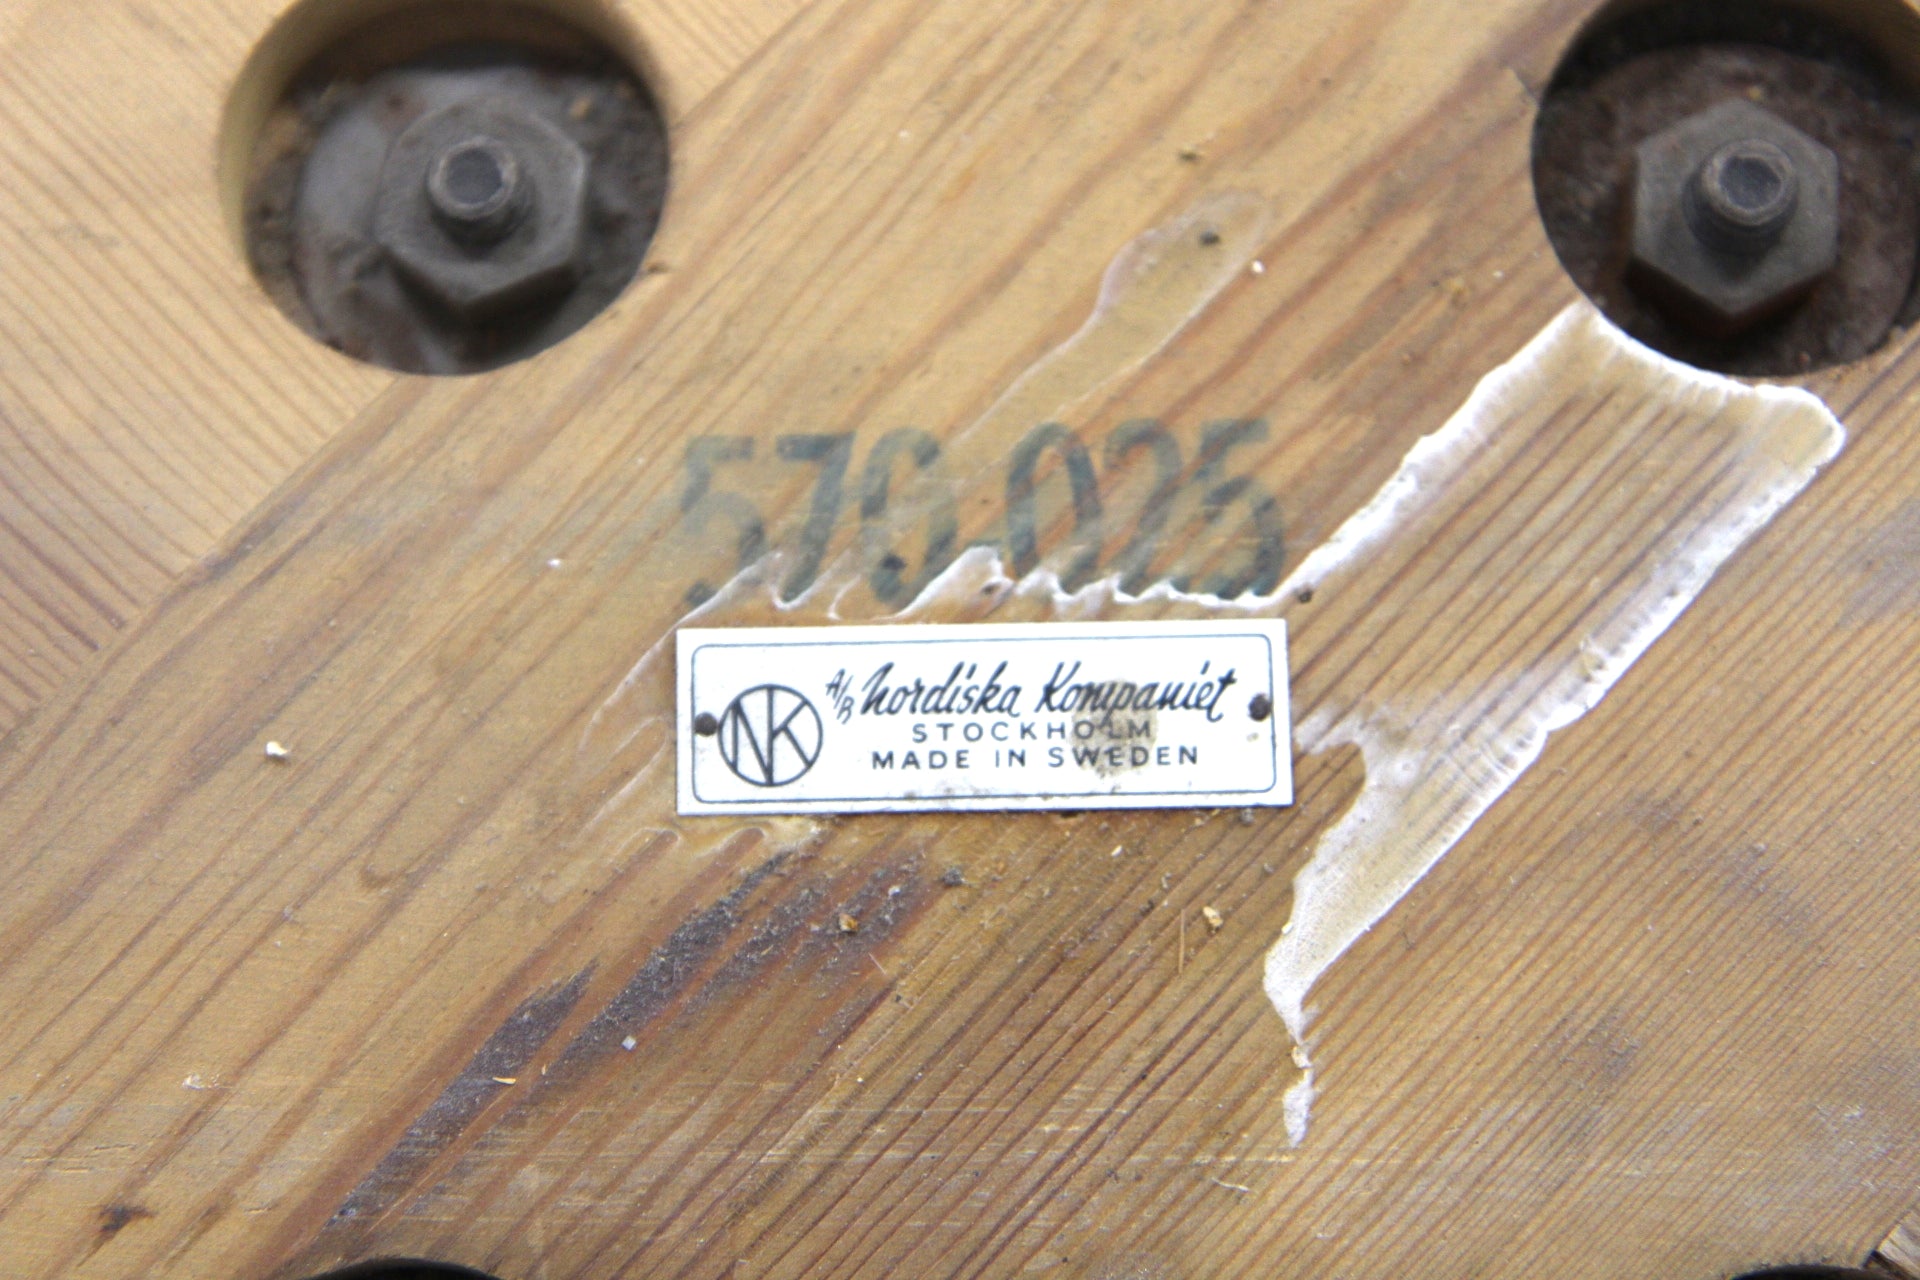 570-025
NK
A/B Nordiska Kompaniet
STOCKHOLM
MADE IN SWEDEN